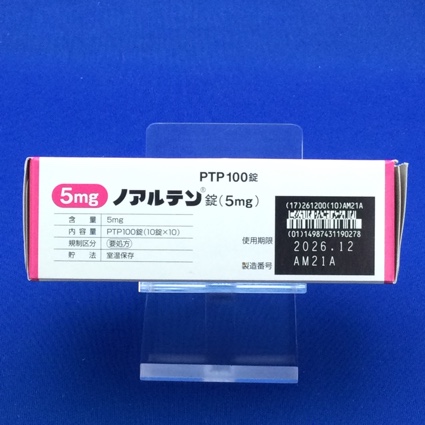 PTP100錠
5mg ノアルテン®錠(5mg)
含量 5mg
内容量 PTP100錠(10錠×10)
規制区分 要処方
貯法 室温保存
使用期限 2026.12
製造番号 AM21A
(17)261200(10)AM21A
(01)14987431190278